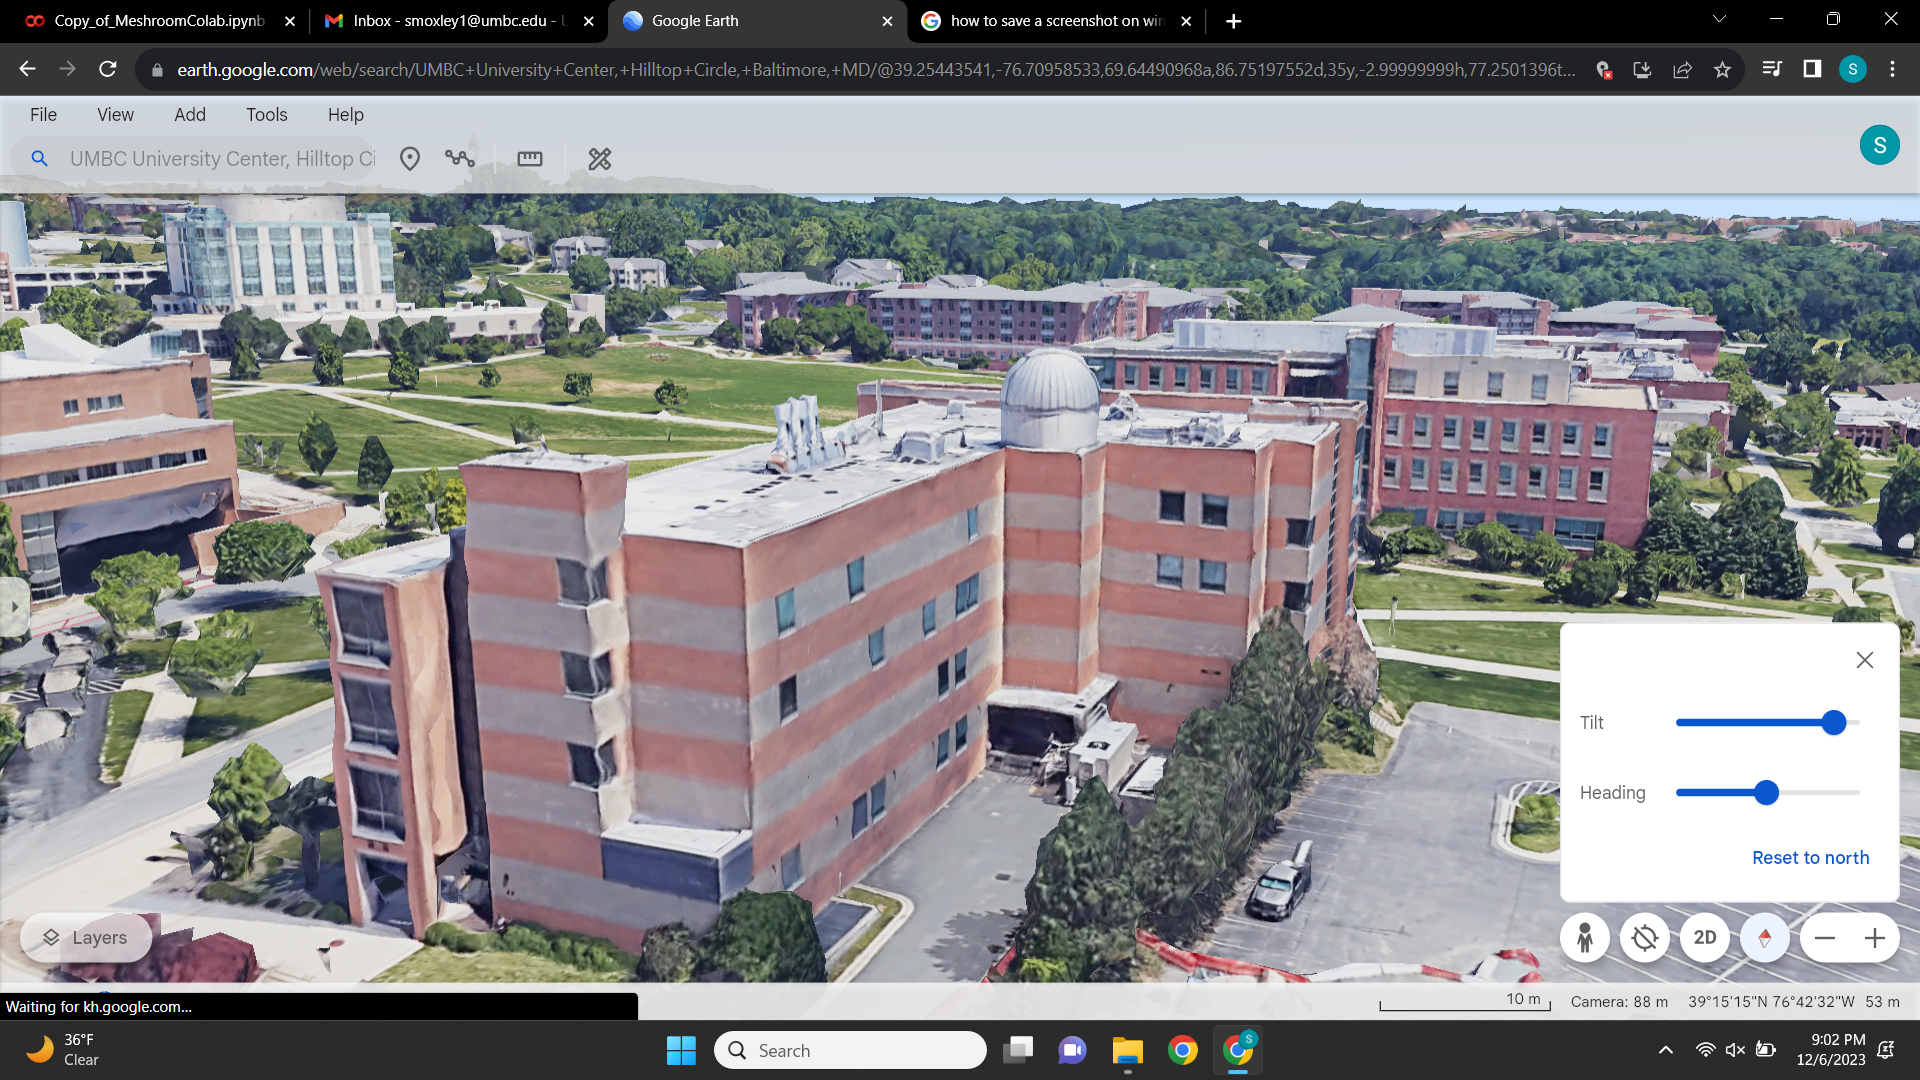 Copy_of_MeshroomColab.ipynb
Inbox - smoxley1@umbc.edu - U
Google Earth
how to save a screenshot on win
earth.google.com/web/search/UMBC+University+Center,+Hilltop+Circle,+Baltimore,+MD/@39.25443541,-76.70958533,69.64490968a,86.75197552d,35y,-2.99999999h,77.2501396t...
S
File
View
Add
Tools
Help
UMBC University Center, Hilltop Ci
S
Tilt
Heading
Reset to north
Layers
2D
Waiting for kh.google.com...
10 m
Camera: 88 m
39°15'15"N 76°42'32"W
53 m
36°F
Clear
Search
S
9:02 PM
12/6/2023